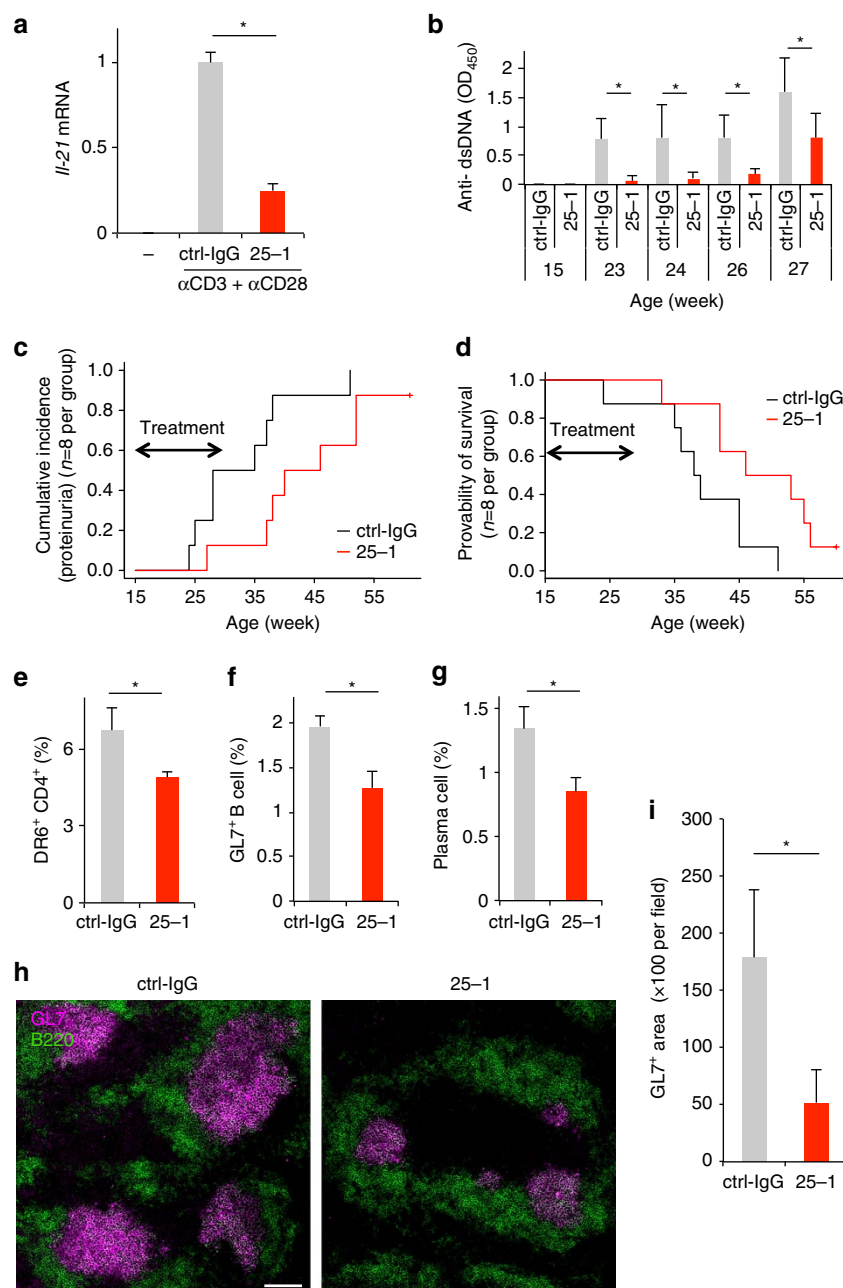 a
*
1
0.5
0
Il-21 mRNA
–
ctrl-IgG
25–1
αCD3 + αCD28
b
*
*
*
*
2
1.5
1
0.5
0
Anti- dsDNA (OD450)
ctrl-IgG
25–1
ctrl-IgG
25–1
ctrl-IgG
25–1
ctrl-IgG
25–1
ctrl-IgG
25–1
15
23
24
26
27
Age (week)
c
1.0
0.8
0.6
0.4
0.2
0.0
Cumulative incidence
(proteinuria) (n=8 per group)
Treatment
ctrl-IgG
25–1
15
25
35
45
55
Age (week)
d
1.0
0.8
0.6
0.4
0.2
0.0
Provability of survival
(n=8 per group)
Treatment
ctrl-IgG
25–1
15
25
35
45
55
Age (week)
e
*
6
3
0
DR6+ CD4+ (%)
ctrl-IgG
25–1
f
*
2
1.5
1
0.5
0
GL7+ B cell (%)
ctrl-IgG
25–1
g
*
1.5
1
0.5
0
Plasma cell (%)
ctrl-IgG
25–1
h
ctrl-IgG
25–1
GL7
B220
i
300
250
200
150
100
50
0
*
GL7+ area (×100 per field)
ctrl-IgG
25–1